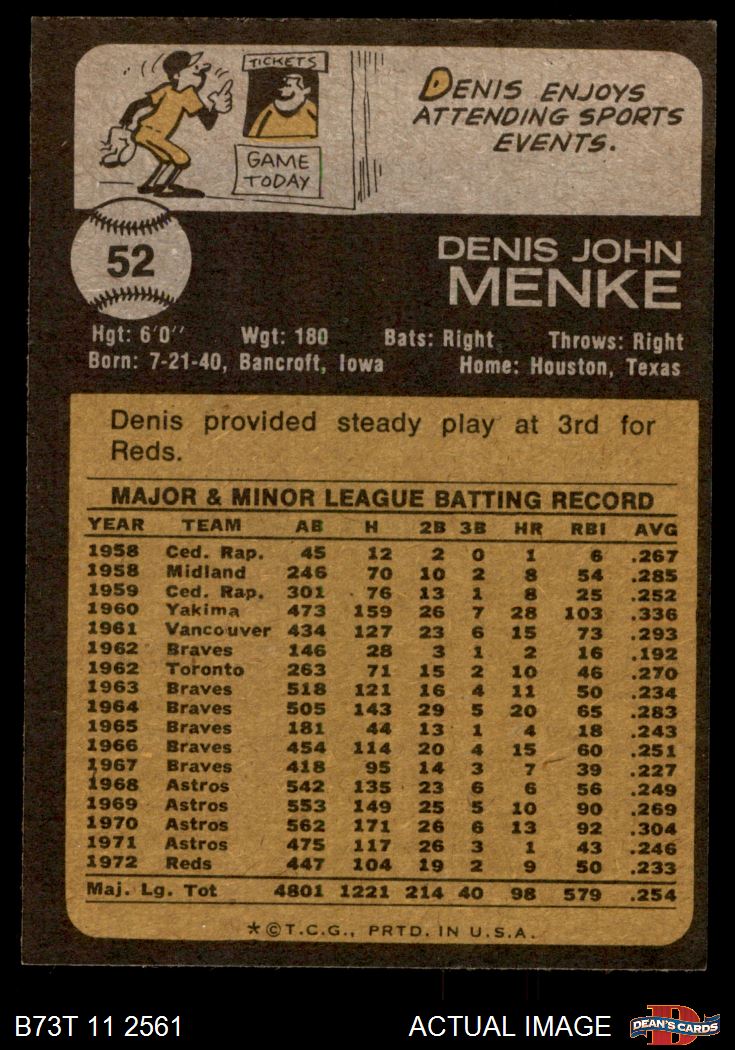 TICKETS
GAME
TODAY
DENIS ENJOYS
ATTENDING SPORTS
EVENTS.
52
DENIS JOHN
MENKE
Hgt: 6'0" Wgt: 180 Bats: Right Throws: Right
Born: 7-21-40, Bancroft, Iowa Home: Houston, Texas
Denis provided steady play at 3rd for
Reds.
MAJOR & MINOR LEAGUE BATTING RECORD
YEAR TEAM AB H 2B 3B HR RBI AVG
1958 Ced. Rap. 45 12 2 0 1 6 .267
1958 Midland 246 70 10 2 8 54 .285
1959 Ced. Rap. 301 76 13 1 8 25 .252
1960 Yakima 473 159 26 7 28 103 .336
1961 Vancouver 434 127 23 6 15 73 .293
1962 Braves 146 28 3 1 2 16 .192
1962 Toronto 263 71 15 2 10 46 .270
1963 Braves 518 121 16 4 11 50 .234
1964 Braves 505 143 29 5 20 65 .283
1965 Braves 181 44 13 1 4 18 .243
1966 Braves 454 114 20 4 15 60 .251
1967 Braves 418 95 14 3 7 39 .227
1968 Astros 542 135 23 6 6 56 .249
1969 Astros 553 149 25 5 10 90 .269
1970 Astros 562 171 26 6 13 92 .304
1971 Astros 475 117 26 3 1 43 .246
1972 Reds 447 104 19 2 9 50 .233
Maj. Lg. Tot 4801 1221 214 40 98 579 .254
*©T.C.G., PRTD. IN U.S.A.
B73T 11 2561 ACTUAL IMAGE
D
DEAN'S CARDS